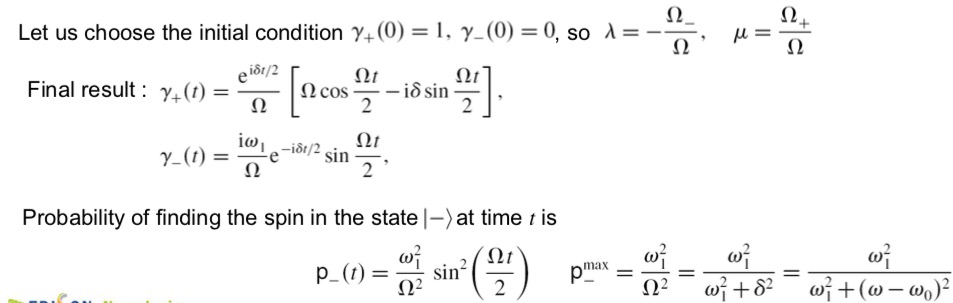 Let us choose the initial condition γ₊(0) = 1, γ₋(0) = 0, so λ = −Ω₋/Ω, μ = Ω₊/Ω
Final result : γ₊(t) = e^{iδt/2}/Ω [Ω cos Ωt/2 − iδ sin Ωt/2],
γ₋(t) = iω₁/Ω e^{−iδt/2} sin Ωt/2,
Probability of finding the spin in the state |−⟩ at time t is
p₋(t) = ω₁²/Ω² sin²(Ωt/2) p₋^{max} = ω₁²/Ω² = ω₁²/(ω₁² + δ²) = ω₁²/(ω₁² + (ω − ω₀)²)